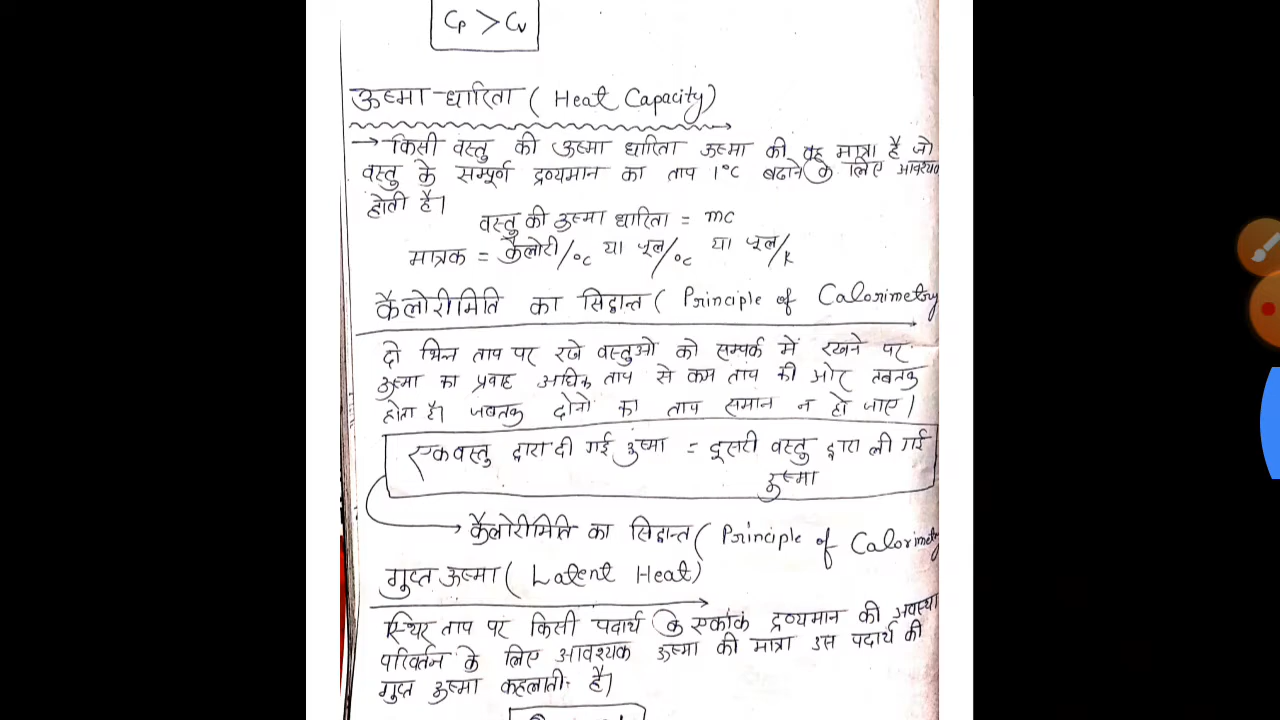 Cp > Cv
ऊष्मा-धारिता ( Heat Capacity)
→ किसी वस्तु की ऊष्मा धारिता ऊष्मा की वह मात्रा है जो
वस्तु के सम्पूर्ण द्रव्यमान का ताप 1°C बढाने के लिए आवश्यक
होती है।
वस्तु की ऊष्मा धारिता = mc
मात्रक = कैलोरी/°C या जूल/°C या जूल/K
कैलोरीमिति का सिद्धान्त ( Principle of Calorimetry
दो भिन्न ताप पर रखे वस्तुओ को सम्पर्क में रखने पर
ऊष्मा का प्रवाह अधिक ताप से कम ताप की ओर तबतक
होता है। जबतक दोनो का ताप समान न हो जाए।
एकवस्तु द्वारा दी गई ऊष्मा = दूसरी वस्तु द्वारा ली गई
ऊष्मा
→ कैलोरीमिति का सिद्धान्त ( Principle of Calorimetry
गुप्त ऊष्मा ( Latent Heat)
स्थिर ताप पर किसी पदार्थ के एकांक द्रव्यमान की अवस्था
परिवर्तन के लिए आवश्यक ऊष्मा की मात्रा उस पदार्थ की
गुप्त ऊष्मा कहलाती है।